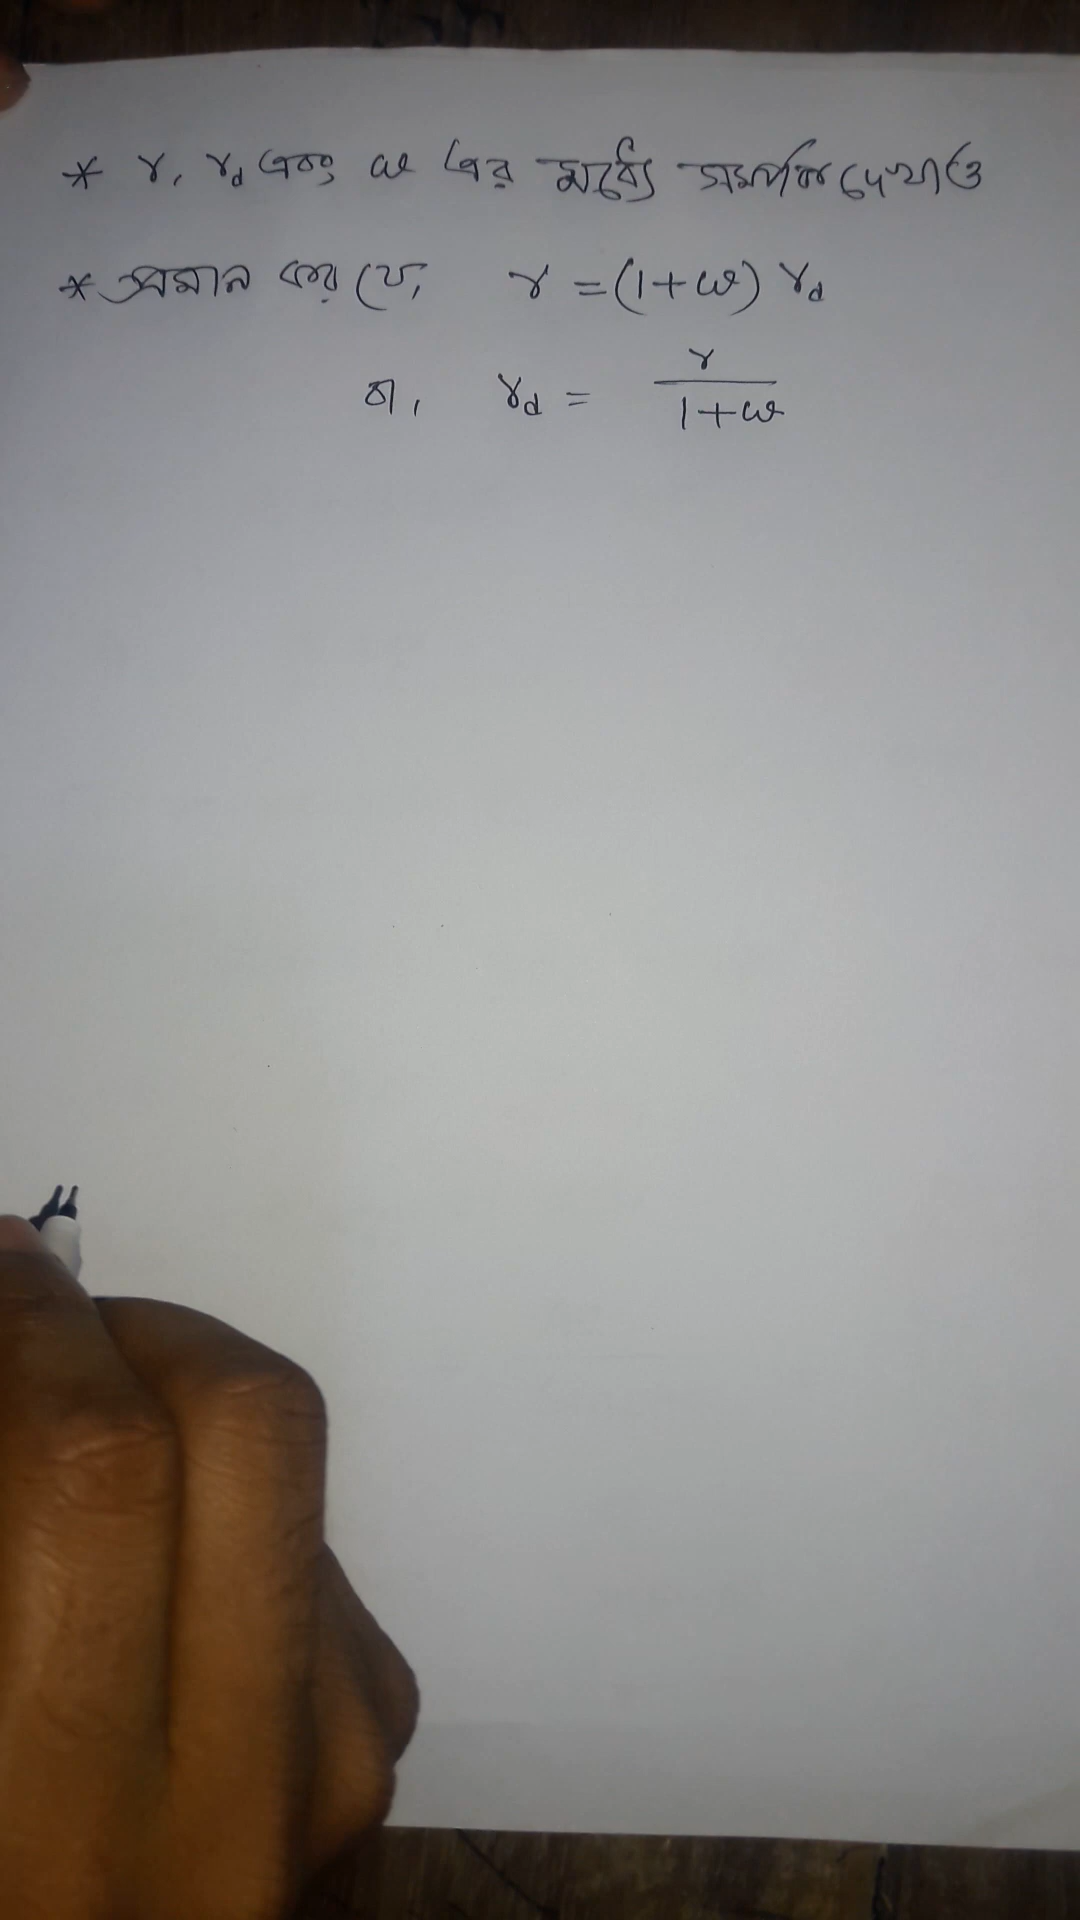 * γ, γd এবং ω এর মধ্যে সম্পর্ক দেখাও
* প্রমান কর যে, γ = (1+ω) γd
বা, γd = γ / 1+ω